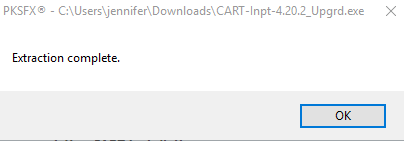 PKSFX® - C:\Users\jennifer\Downloads\CART-Inpt-4.20.2_Upgrd.exe
Extraction complete.
OK